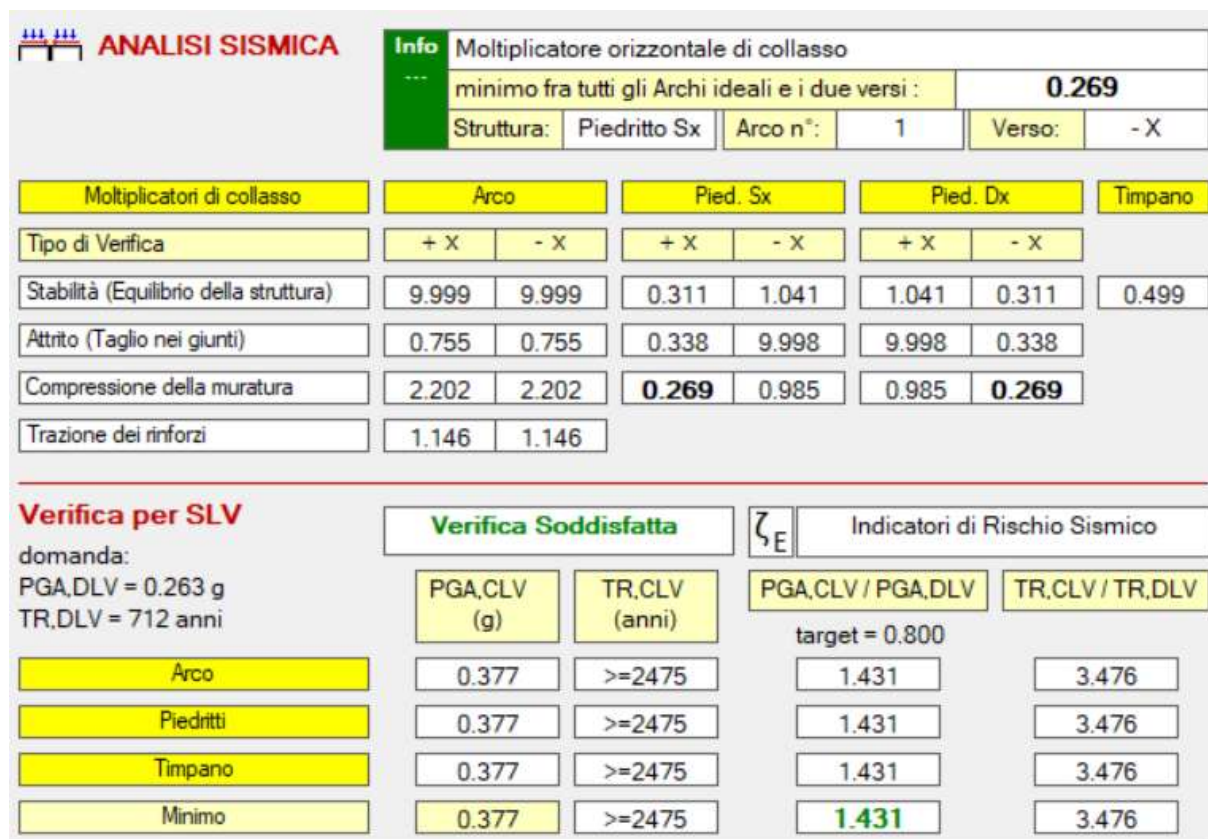 ANALISI SISMICA
Info
---
Moltiplicatore orizzontale di collasso
minimo fra tutti gli Archi ideali e i due versi : 0.269
Struttura: Piedritto Sx Arco n°: 1 Verso: - X
Moltiplicatori di collasso Arco Pied. Sx Pied. Dx Timpano
Tipo di Verifica + X - X + X - X + X - X
Stabilità (Equilibrio della struttura) 9.999 9.999 0.311 1.041 1.041 0.311 0.499
Attrito (Taglio nei giunti) 0.755 0.755 0.338 9.998 9.998 0.338
Compressione della muratura 2.202 2.202 0.269 0.985 0.985 0.269
Trazione dei rinforzi 1.146 1.146
Verifica per SLV Verifica Soddisfatta ζE Indicatori di Rischio Sismico
domanda:
PGA,DLV = 0.263 g
TR,DLV = 712 anni
PGA,CLV (g) TR,CLV (anni) PGA,CLV / PGA,DLV TR,CLV / TR,DLV
target = 0.800
Arco 0.377 >=2475 1.431 3.476
Piedritti 0.377 >=2475 1.431 3.476
Timpano 0.377 >=2475 1.431 3.476
Minimo 0.377 >=2475 1.431 3.476